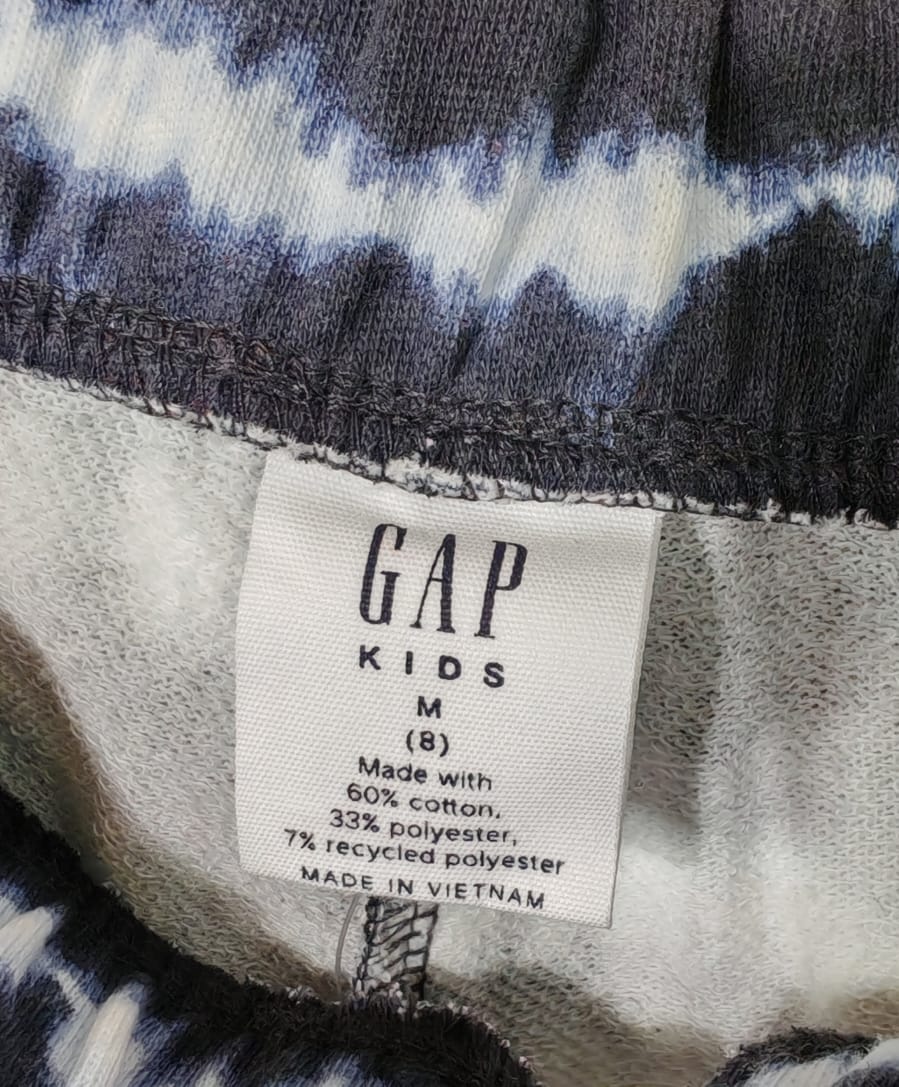 GAP
KIDS
M
(8)
Made with
60% cotton,
33% polyester,
7% recycled polyester
MADE IN VIETNAM